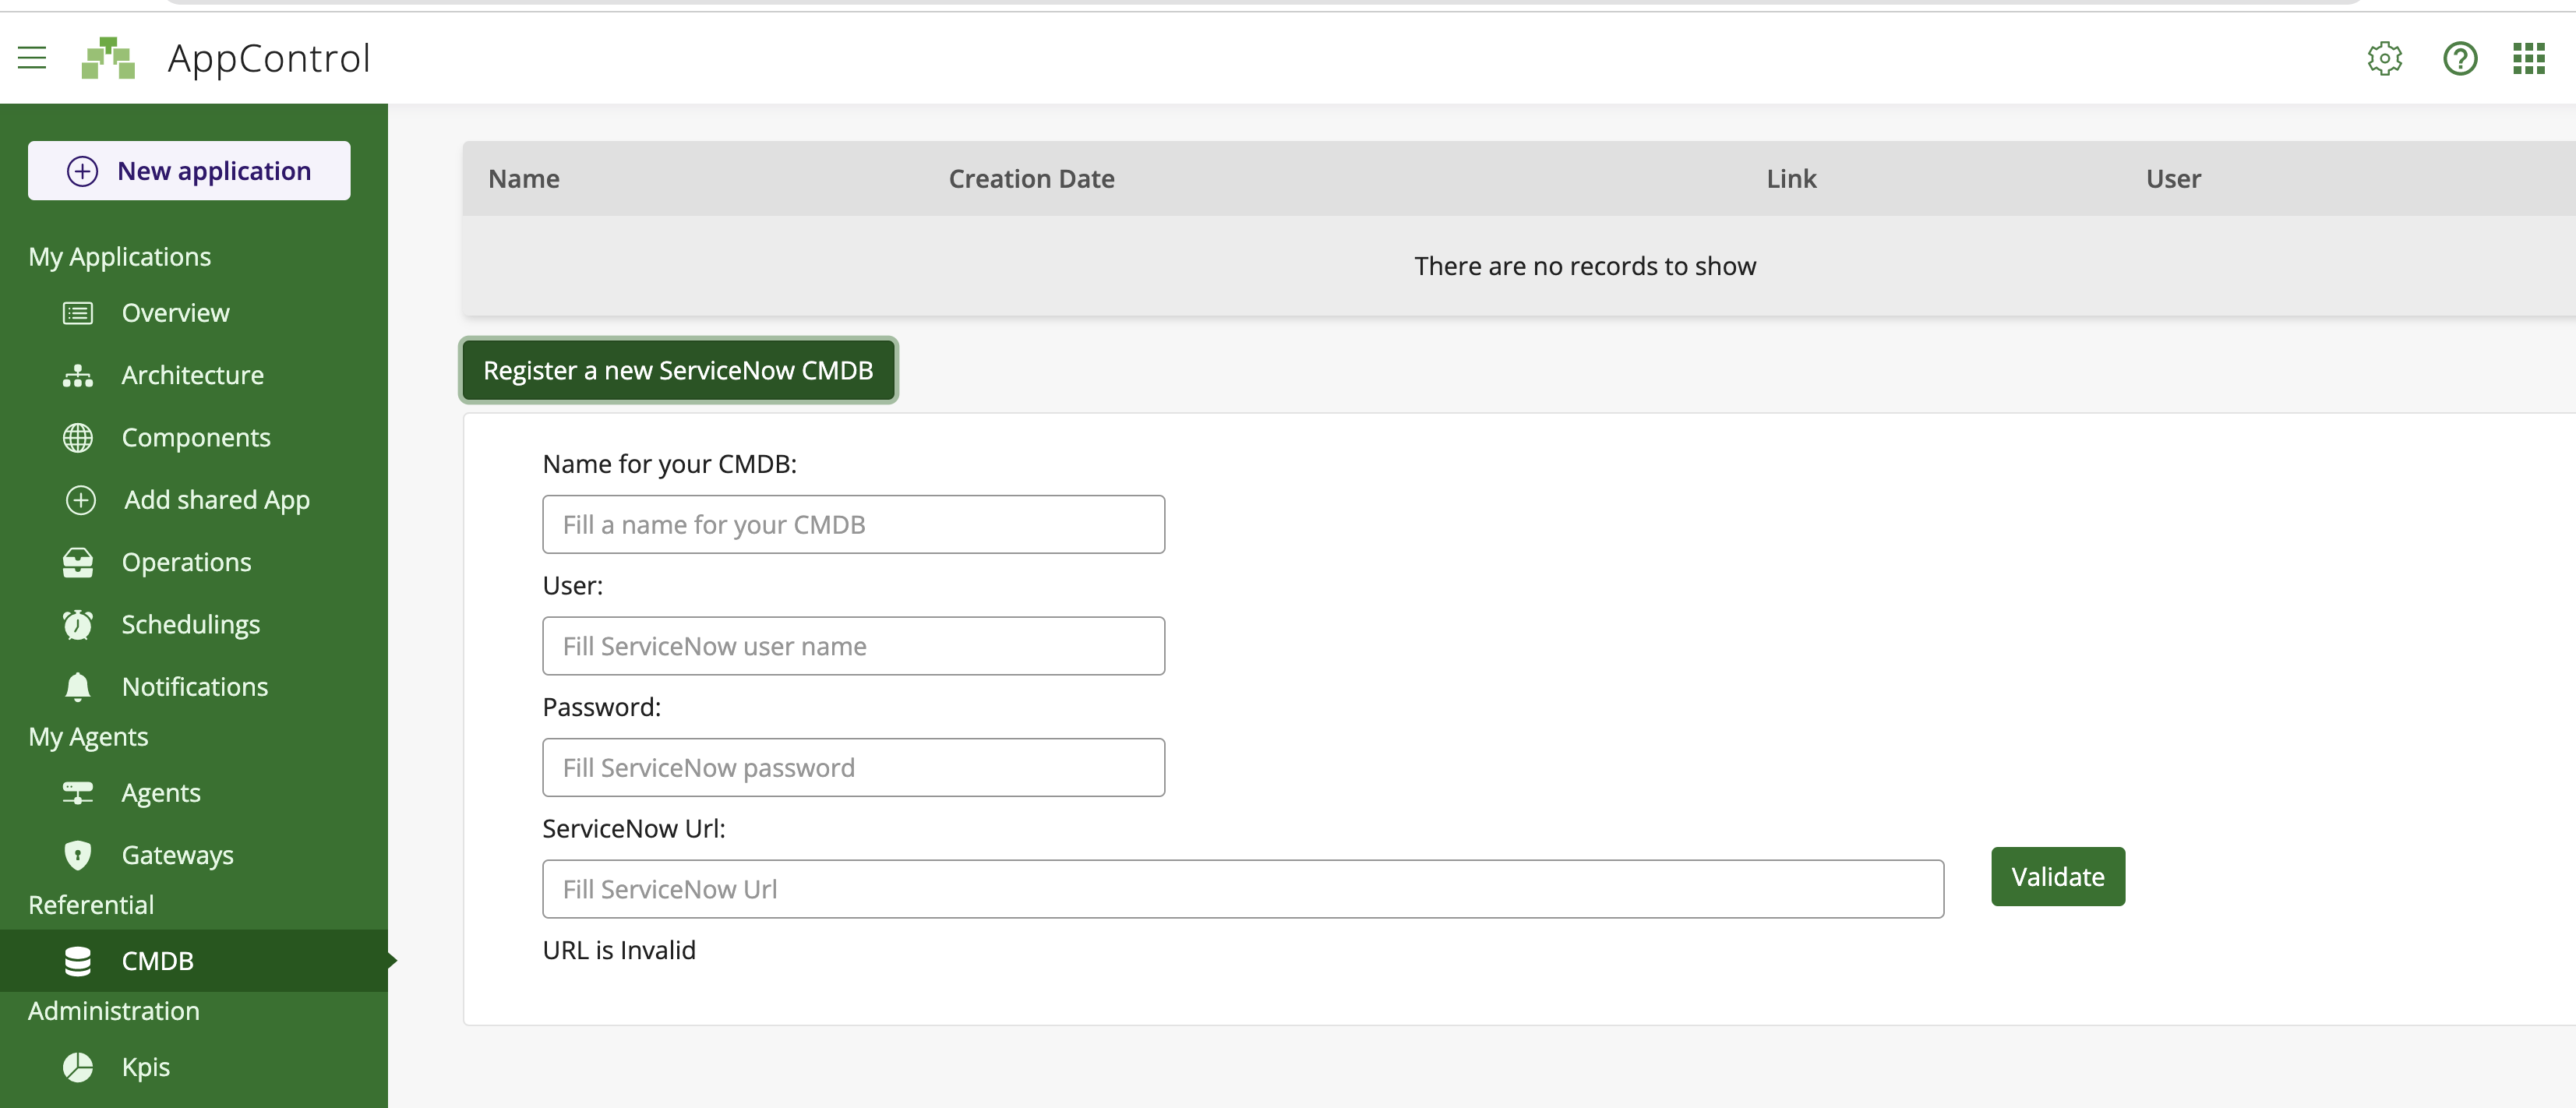 AppControl
New application
My Applications
Overview
Architecture
Components
Add shared App
Operations
Schedulings
Notifications
My Agents
Agents
Gateways
Referential
CMDB
Administration
Kpis
Name Creation Date Link User
There are no records to show
Register a new ServiceNow CMDB
Name for your CMDB:
Fill a name for your CMDB
User:
Fill ServiceNow user name
Password:
Fill ServiceNow password
ServiceNow Url:
Fill ServiceNow Url
Validate
URL is Invalid